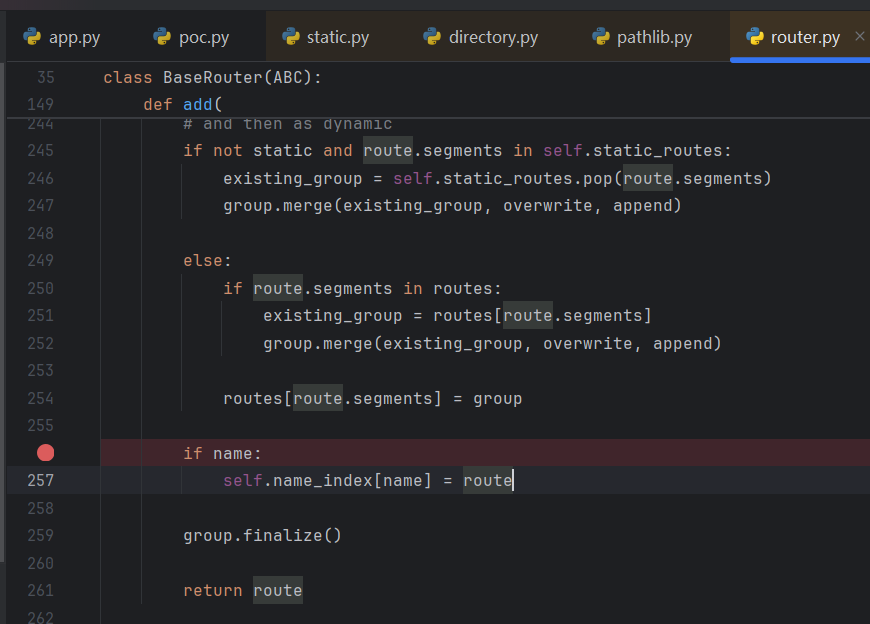 app.py poc.py static.py directory.py pathlib.py router.py
35 class BaseRouter(ABC):
149 def add(
244 # and then as dynamic
245 if not static and route.segments in self.static_routes:
246 existing_group = self.static_routes.pop(route.segments)
247 group.merge(existing_group, overwrite, append)
248
249 else:
250 if route.segments in routes:
251 existing_group = routes[route.segments]
252 group.merge(existing_group, overwrite, append)
253
254 routes[route.segments] = group
255
if name:
257 self.name_index[name] = route
258
259 group.finalize()
260
261 return route
262